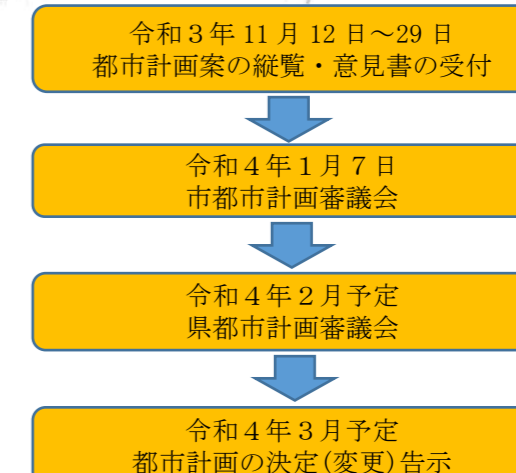 令和３年 11 月 12 日～29 日
都市計画案の縦覧・意見書の受付
令和４年１月７日
市都市計画審議会
令和４年２月予定
県都市計画審議会
令和４年３月予定
都市計画の決定(変更)告示